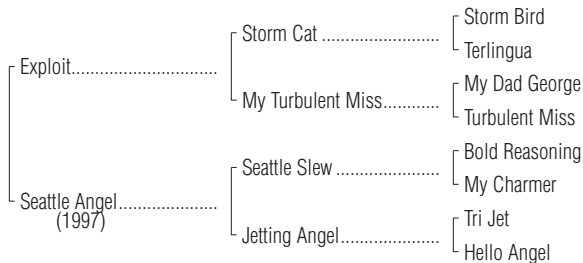 Storm Bird
Storm Cat ..........................
Terlingua
Exploit................................
My Dad George
My Turbulent Miss............
Turbulent Miss
Bold Reasoning
Seattle Slew .......................
My Charmer
Seattle Angel......................
(1997)
Tri Jet
Jetting Angel......................
Hello Angel